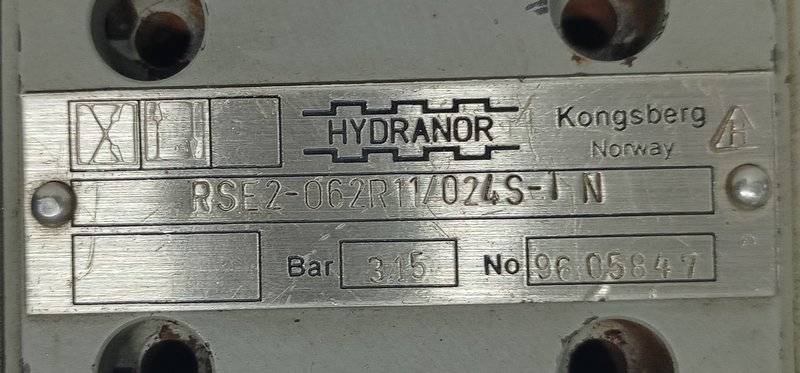 HYDRANOR
Kongsberg
Norway
RSE2-062R11/024S-1 N
Bar 315 No 9605847